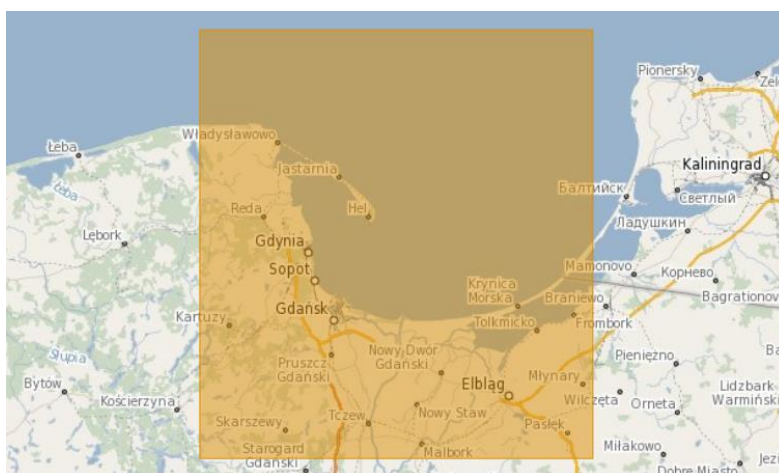 Pionersky
Zele
Władysławowo
Łeba
Jastarnia
Kaliningrad
Балтийск
Светлый
Łeba
Reda
Hel
Ладушкин
Lębork
Gdynia
Sopot
Mamonovo
Корнево
Krynica
Morska
Bagrationov
Braniewo
Gdańsk
Frombork
Kartuzy
Tolkmicko
Słupia
Nowy Dwór
Gdański
Pruszcz
Gdański
Ba
Pieniężno
Bytów
Elbląg
Młynary
Lidzbark
Warmiński
Kościerzyna
Wilczęta
Orneta
Nowy Staw
Tczew
Skarszewy
Pasłęk
Starogard
Gdański
Malbork
Miłakowo
Dobre Miasto
Jezi